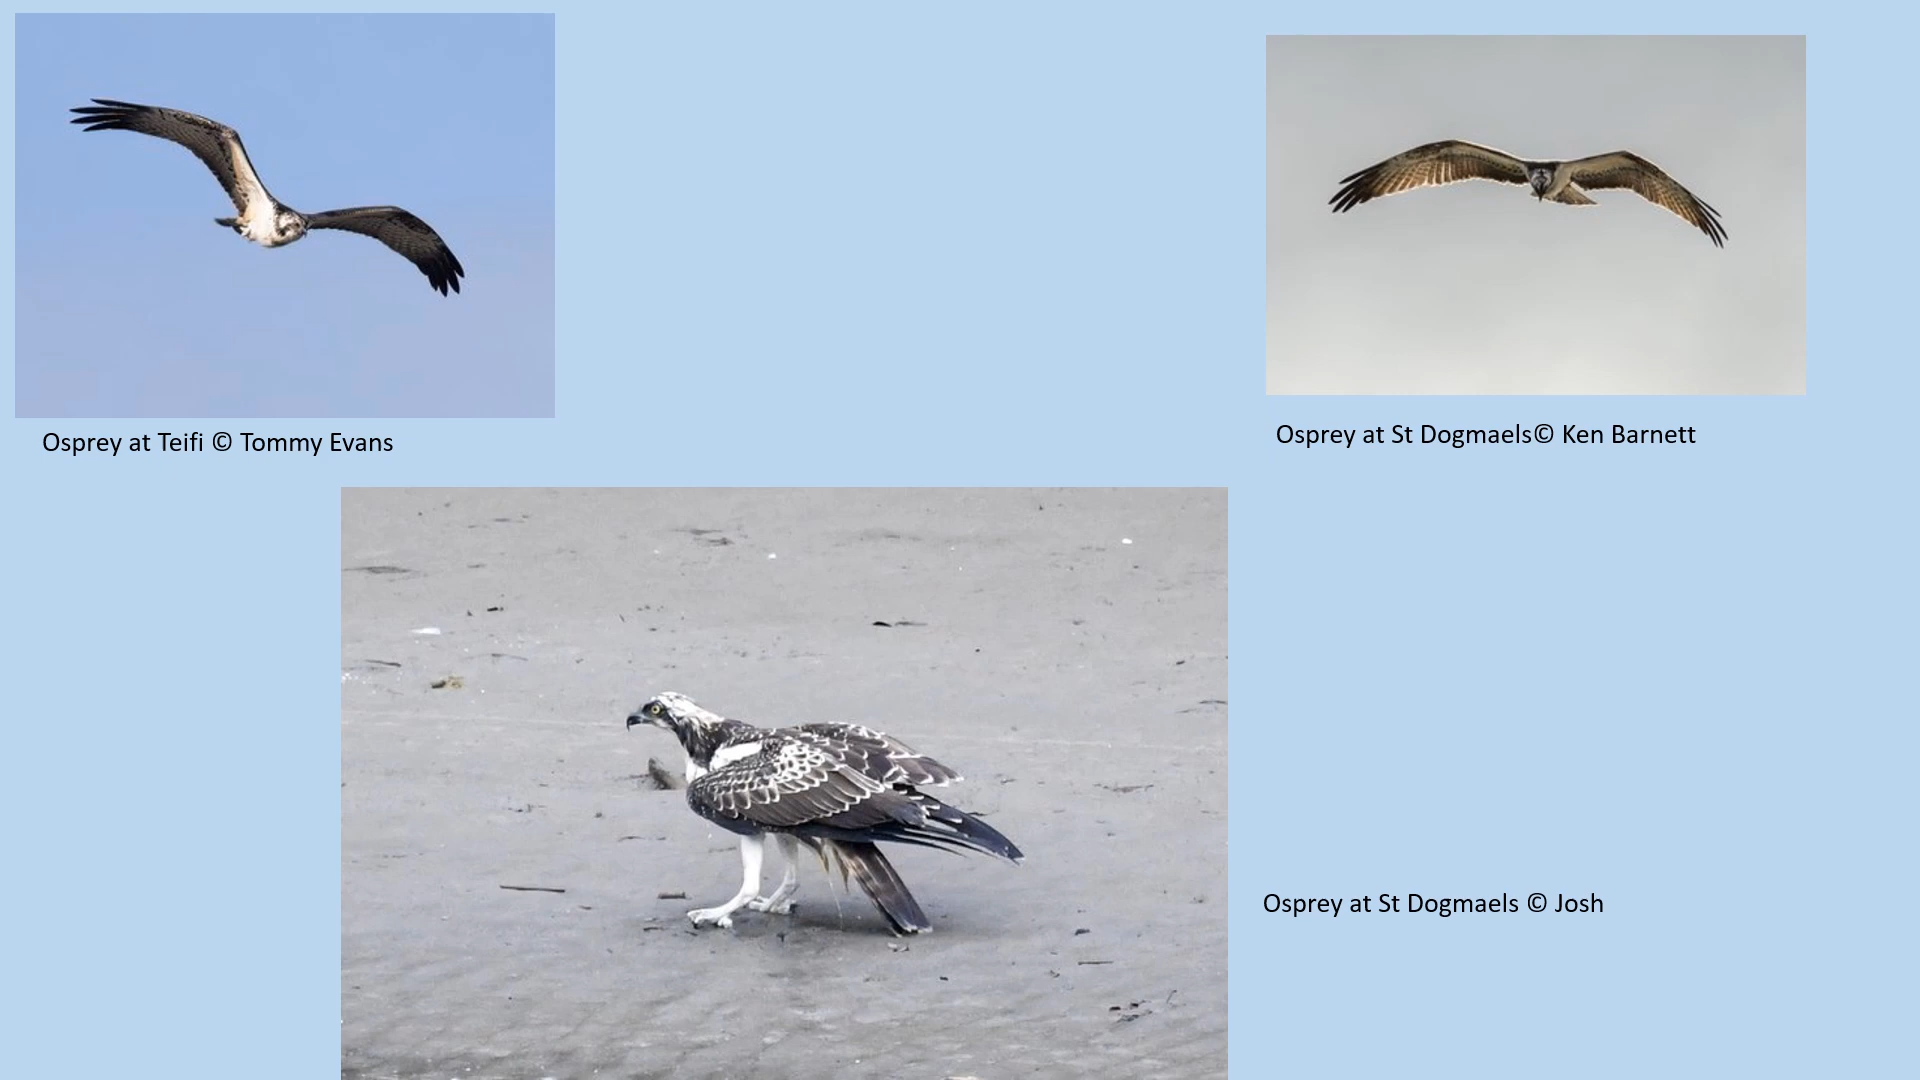 Osprey at Teifi © Tommy Evans
Osprey at St Dogmaels© Ken Barnett
Osprey at St Dogmaels © Josh